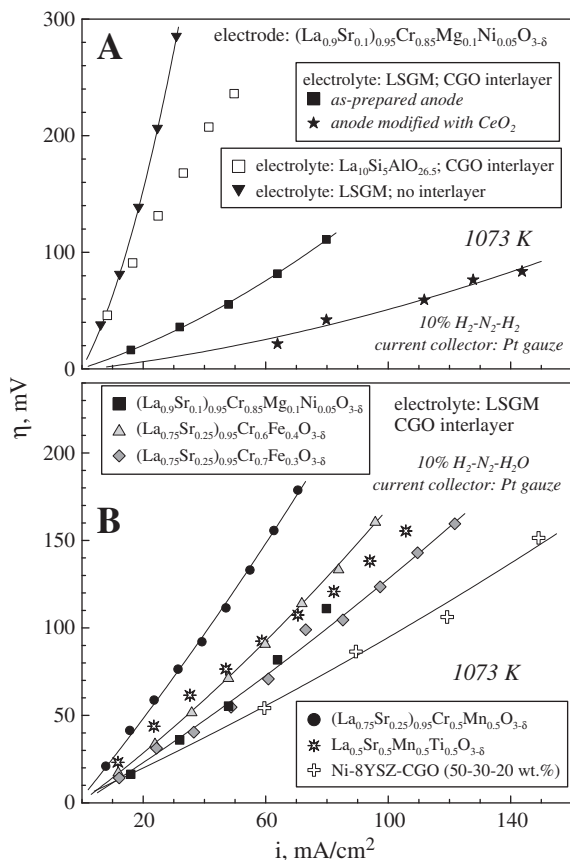 300
200
100
0
A
electrode: (La0.9Sr0.1)0.95Cr0.85Mg0.1Ni0.05O3-δ
electrolyte: LSGM; CGO interlayer
■ as-prepared anode
★ anode modified with CeO2
□ electrolyte: La10Si5AlO26.5; CGO interlayer
▼ electrolyte: LSGM; no interlayer
1073 K
10% H2-N2-H2
current collector: Pt gauze
η, mV
200
150
100
50
0
B
■ (La0.9Sr0.1)0.95Cr0.85Mg0.1Ni0.05O3-δ
(La0.75Sr0.25)0.95Cr0.6Fe0.4O3-δ
(La0.75Sr0.25)0.95Cr0.7Fe0.3O3-δ
electrolyte: LSGM
CGO interlayer
10% H2-N2-H2O
current collector: Pt gauze
1073 K
● (La0.75Sr0.25)0.95Cr0.5Mn0.5O3-δ
La0.5Sr0.5Mn0.5Ti0.5O3-δ
Ni-8YSZ-CGO (50-30-20 wt.%)
20 60 100 140
i, mA/cm2